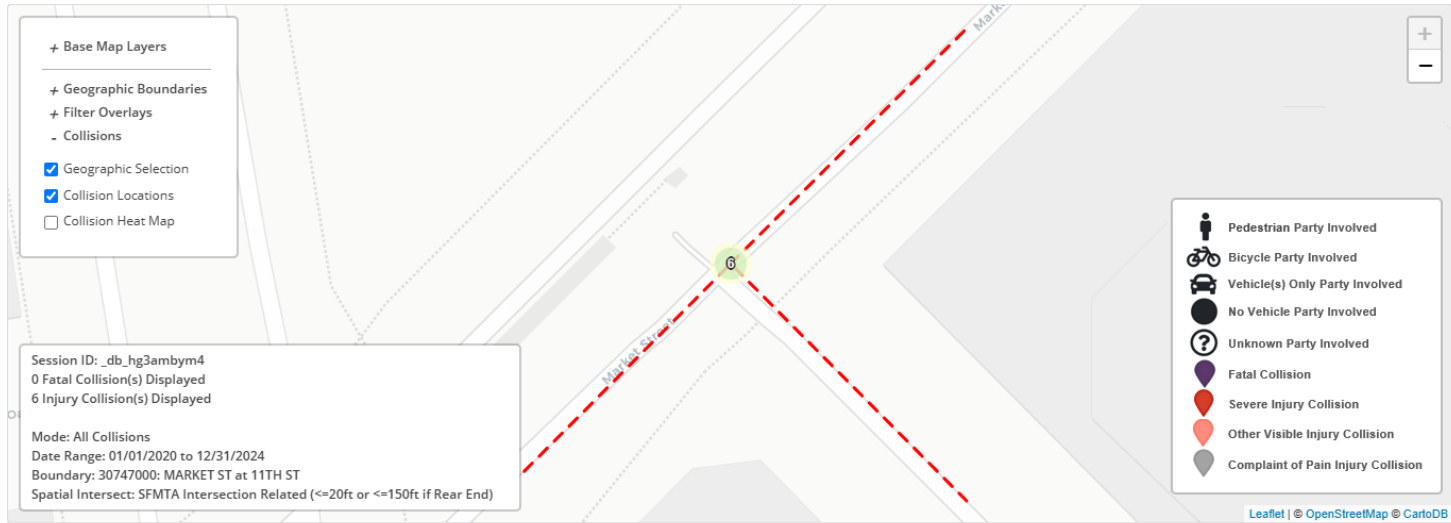 + Base Map Layers
+ Geographic Boundaries
+ Filter Overlays
- Collisions
Geographic Selection
Collision Locations
Collision Heat Map
Session ID: _db_hg3ambym4
0 Fatal Collision(s) Displayed
6 Injury Collision(s) Displayed
Mode: All Collisions
Date Range: 01/01/2020 to 12/31/2024
Boundary: 30747000: MARKET ST at 11TH ST
Spatial Intersect: SFMTA Intersection Related (<=20ft or <=150ft if Rear End)
Market Street
6
Mark
+
−
Pedestrian Party Involved
Bicycle Party Involved
Vehicle(s) Only Party Involved
No Vehicle Party Involved
? Unknown Party Involved
Fatal Collision
Severe Injury Collision
Other Visible Injury Collision
Complaint of Pain Injury Collision
Leaflet | © OpenStreetMap © CartoDB